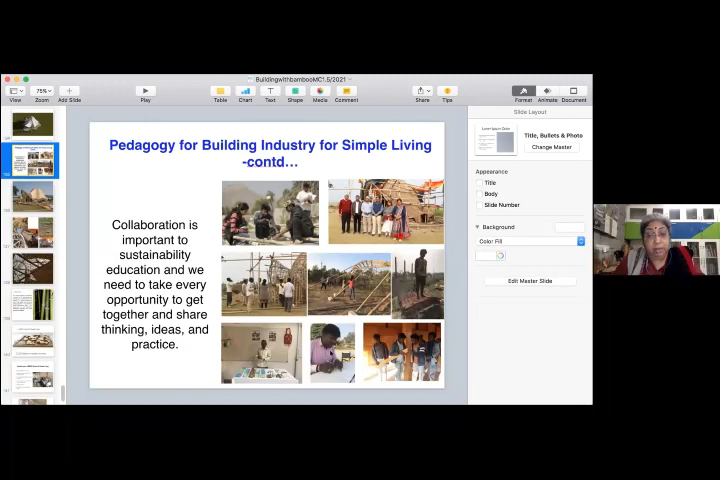 BuildingwithbambooMC1.5/2021
75%
View
Zoom
Add Slide
Play
Table
Chart
Text
Shape
Media
Comment
Share
Tips
Format
Animate
Document
Slide Layout
Title, Bullets & Photo
Change Master
Appearance
Title
Body
Slide Number
Background
Color Fill
Edit Master Slide
Pedagogy for Building Industry for Simple Living
-contd...
Collaboration is
important to
sustainability
education and we
need to take every
opportunity to get
together and share
thinking, ideas, and
practice.